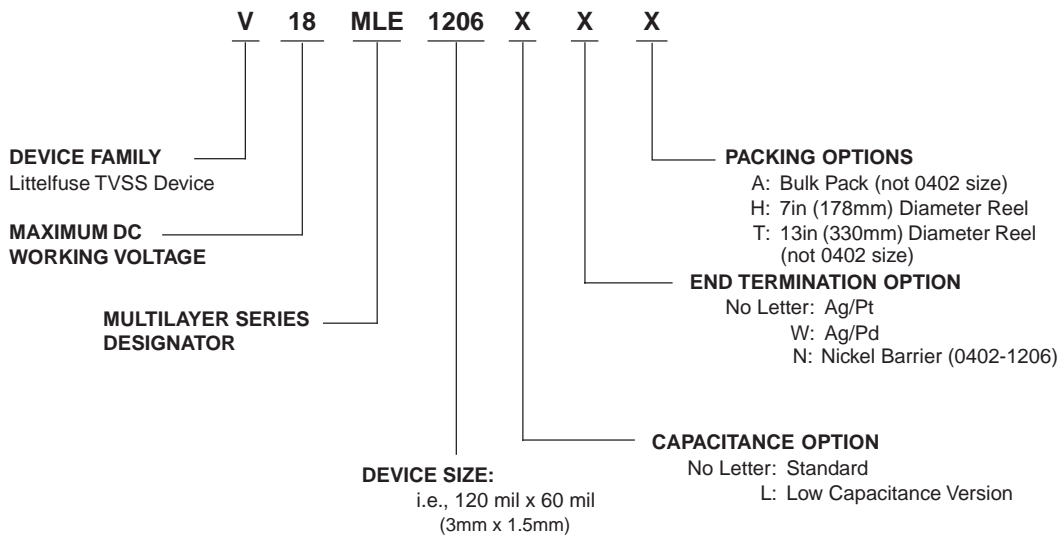 V 18 MLE 1206 X X X
DEVICE FAMILY
Littelfuse TVSS Device
MAXIMUM DC
WORKING VOLTAGE
MULTILAYER SERIES
DESIGNATOR
DEVICE SIZE:
i.e., 120 mil x 60 mil
(3mm x 1.5mm)
PACKING OPTIONS
A: Bulk Pack (not 0402 size)
H: 7in (178mm) Diameter Reel
T: 13in (330mm) Diameter Reel
(not 0402 size)
END TERMINATION OPTION
No Letter: Ag/Pt
W: Ag/Pd
N: Nickel Barrier (0402-1206)
CAPACITANCE OPTION
No Letter: Standard
L: Low Capacitance Version